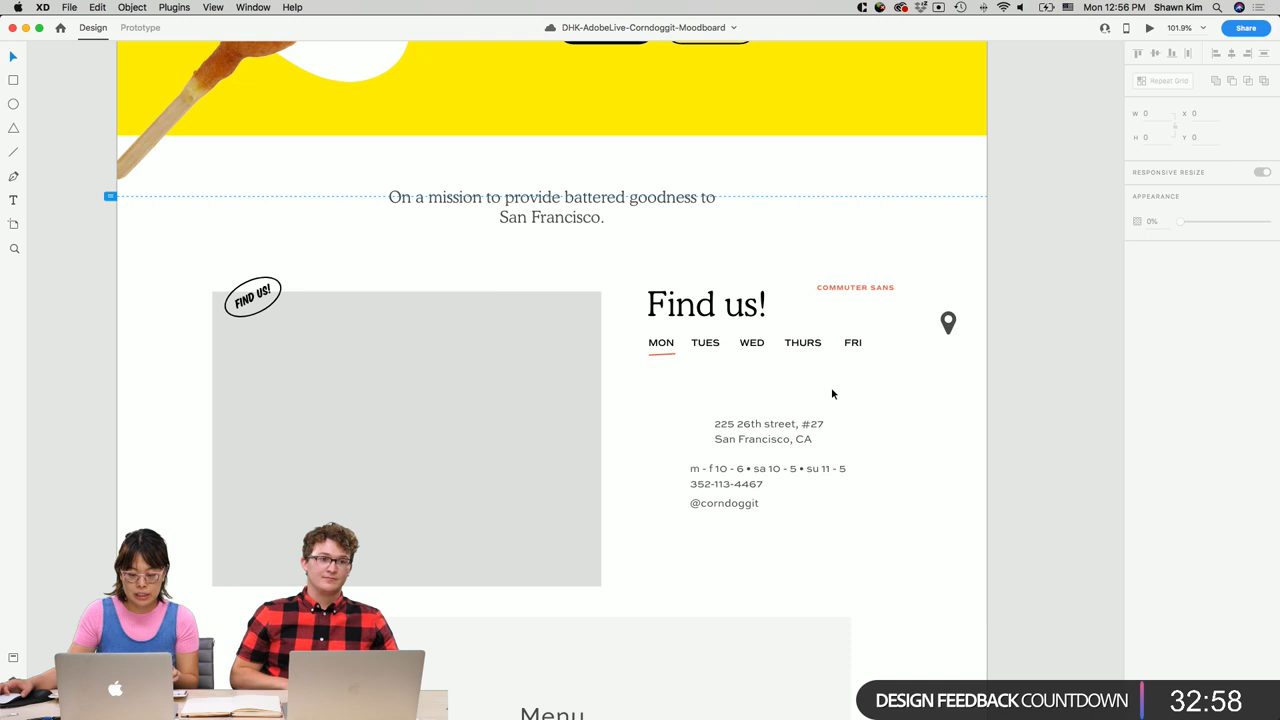 XD File Edit Object Plugins View Window Help
Mon 12:56 PM Shawn Kim
Design Prototype
DHK-AdobeLive-Corndoggit-Moodboard
101.9%
Share
Repeat Grid
W 0 X 0
H 0 Y 0
RESPONSIVE RESIZE
APPEARANCE
0%
On a mission to provide battered goodness to
San Francisco.
FIND US!
Find us!
COMMUTER SANS
MON TUES WED THURS FRI
225 26th street, #27
San Francisco, CA
m - f 10 - 6 • sa 10 - 5 • su 11 - 5
352-113-4467
@corndoggit
Menu
DESIGN FEEDBACK COUNTDOWN 32:58